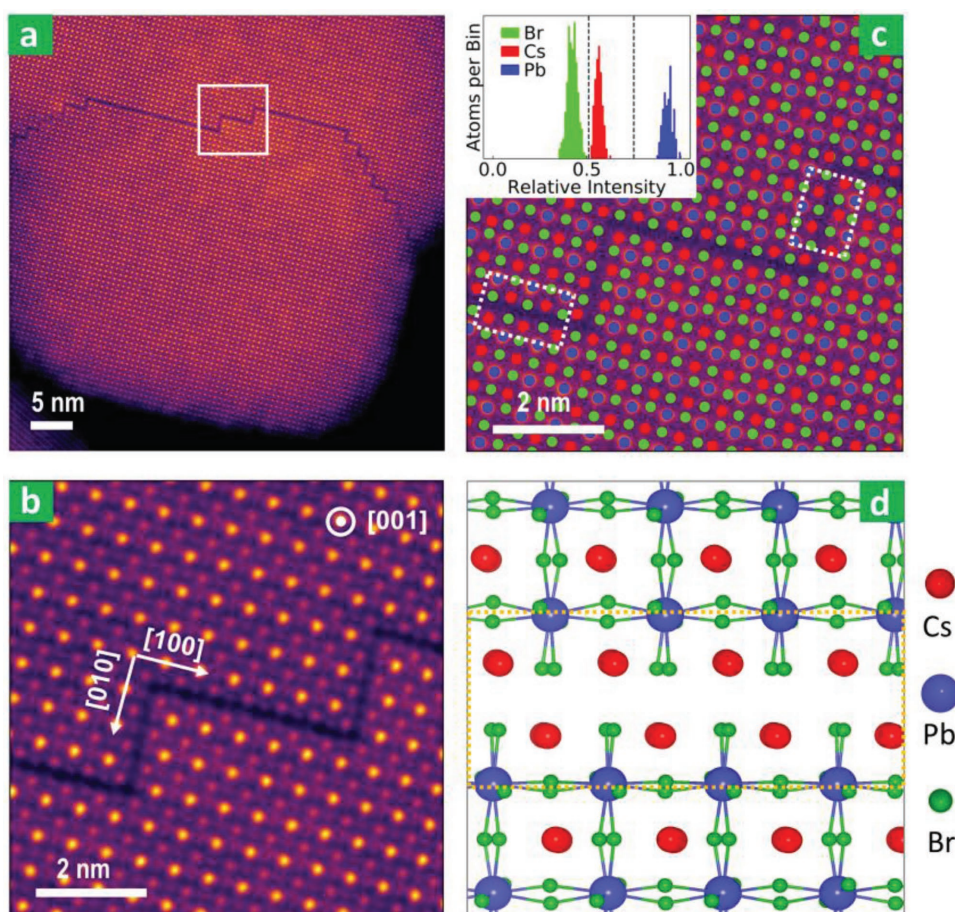 a
5 nm
c
Atoms per Bin
Br
Cs
Pb
0.0 0.5 1.0
Relative Intensity
2 nm
b
[001]
[100]
[010]
2 nm
d
Cs
Pb
Br